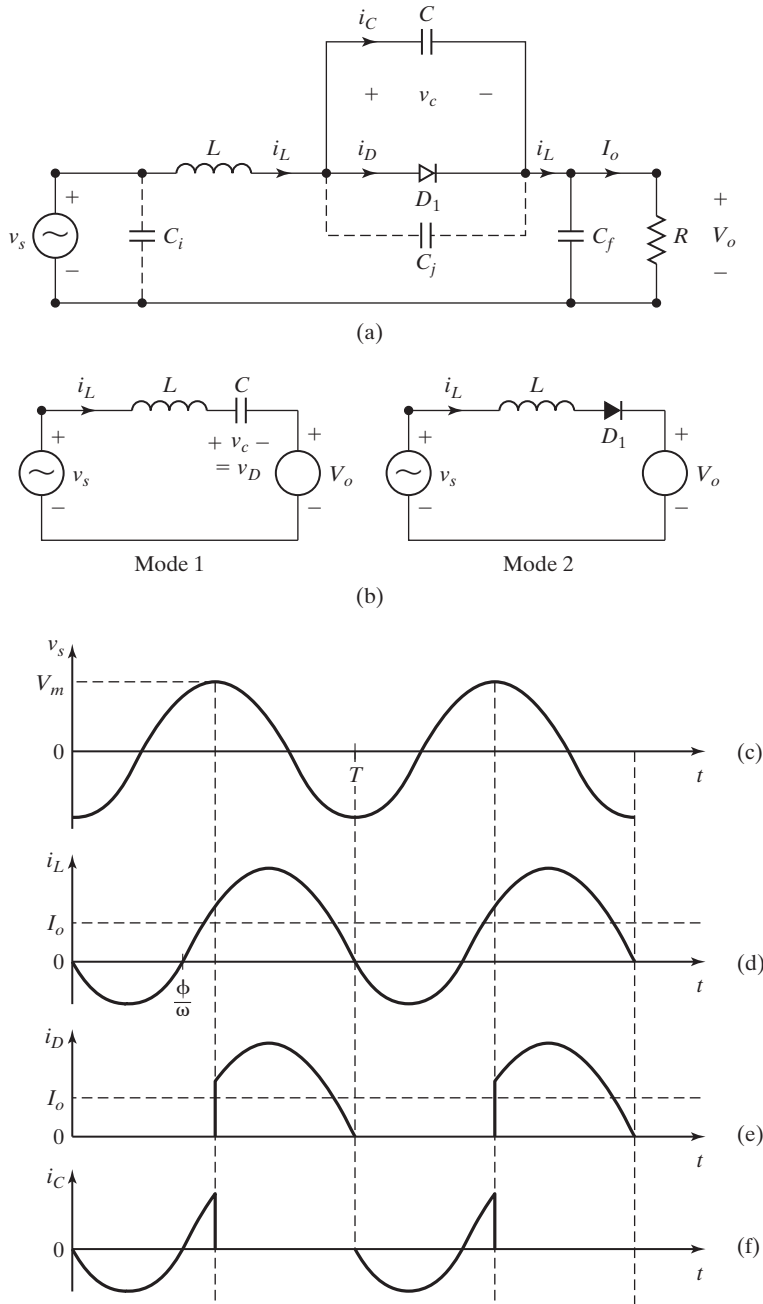 i_C C
+ v_c −
L i_L i_D i_L I_o
D_1
+ +
v_s C_i C_j C_f R V_o
− −
(a)
i_L L C i_L L
+ + v_c − + + D_1 +
v_s = v_D V_o v_s V_o
− − − −
Mode 1 Mode 2
(b)
v_s
V_m
0 (c)
T t
i_L
I_o
0 (d)
ϕ/ω t
i_D
I_o
0 (e)
t
i_C
0 (f)
t